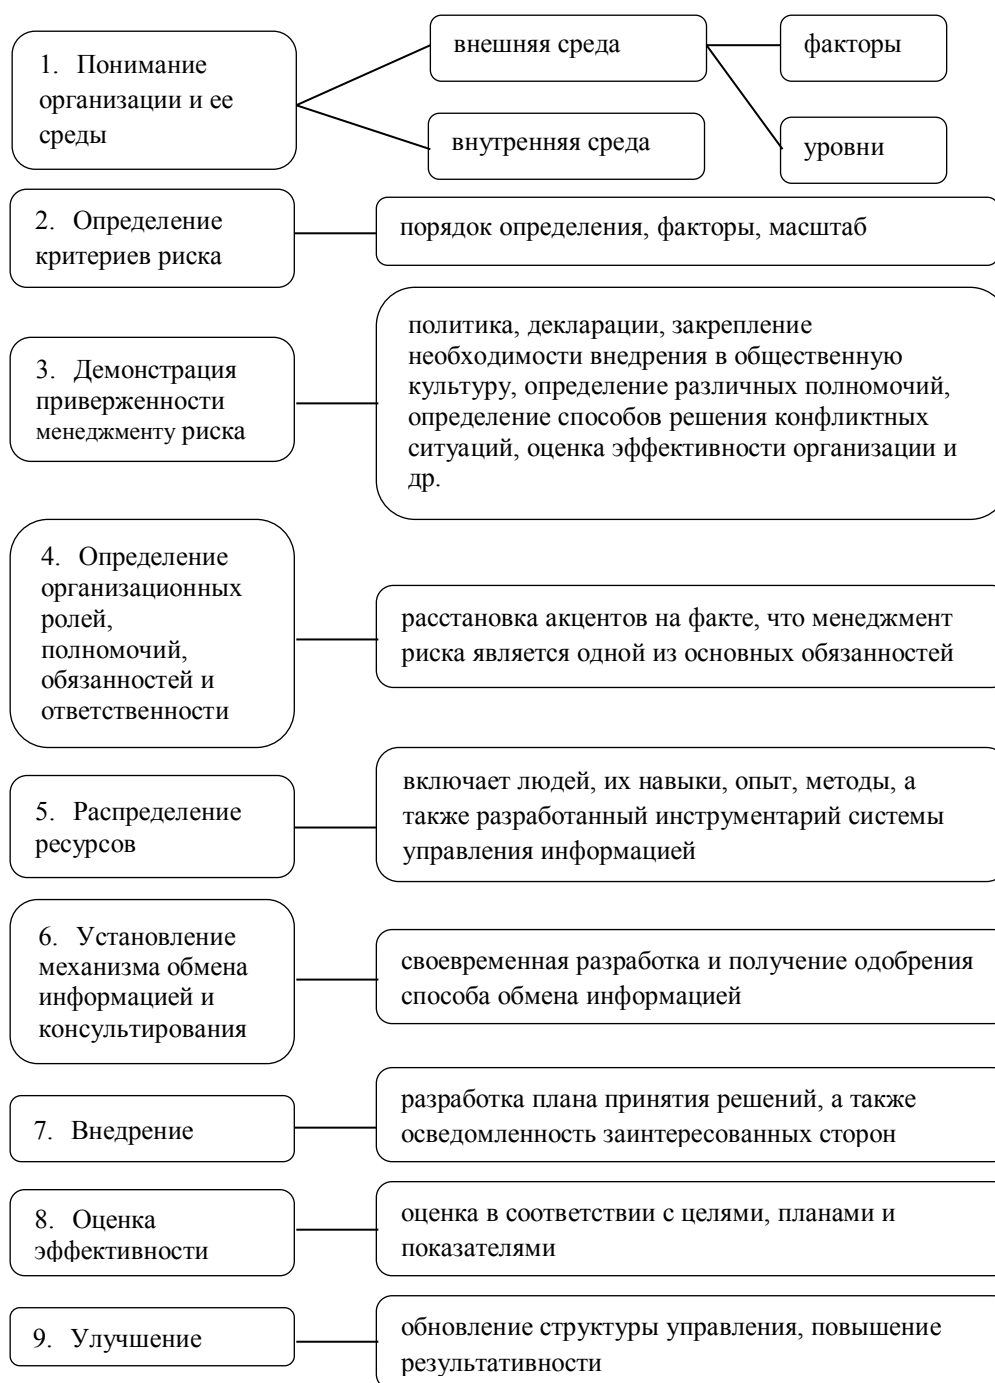 1. Понимание
организации и ее
среды
внешняя среда
факторы
внутренняя среда
уровни
2. Определение
критериев риска
порядок определения, факторы, масштаб
3. Демонстрация
приверженности
менеджменту риска
политика, декларации, закрепление
необходимости внедрения в общественную
культуру, определение различных полномочий,
определение способов решения конфликтных
ситуаций, оценка эффективности организации и
др.
4. Определение
организационных
ролей,
полномочий,
обязанностей и
ответственности
расстановка акцентов на факте, что менеджмент
риска является одной из основных обязанностей
5. Распределение
ресурсов
включает людей, их навыки, опыт, методы, а
также разработанный инструментарий системы
управления информацией
6. Установление
механизма обмена
информацией и
консультирования
своевременная разработка и получение одобрения
способа обмена информацией
7. Внедрение
разработка плана принятия решений, а также
осведомленность заинтересованных сторон
8. Оценка
эффективности
оценка в соответствии с целями, планами и
показателями
9. Улучшение
обновление структуры управления, повышение
результативности